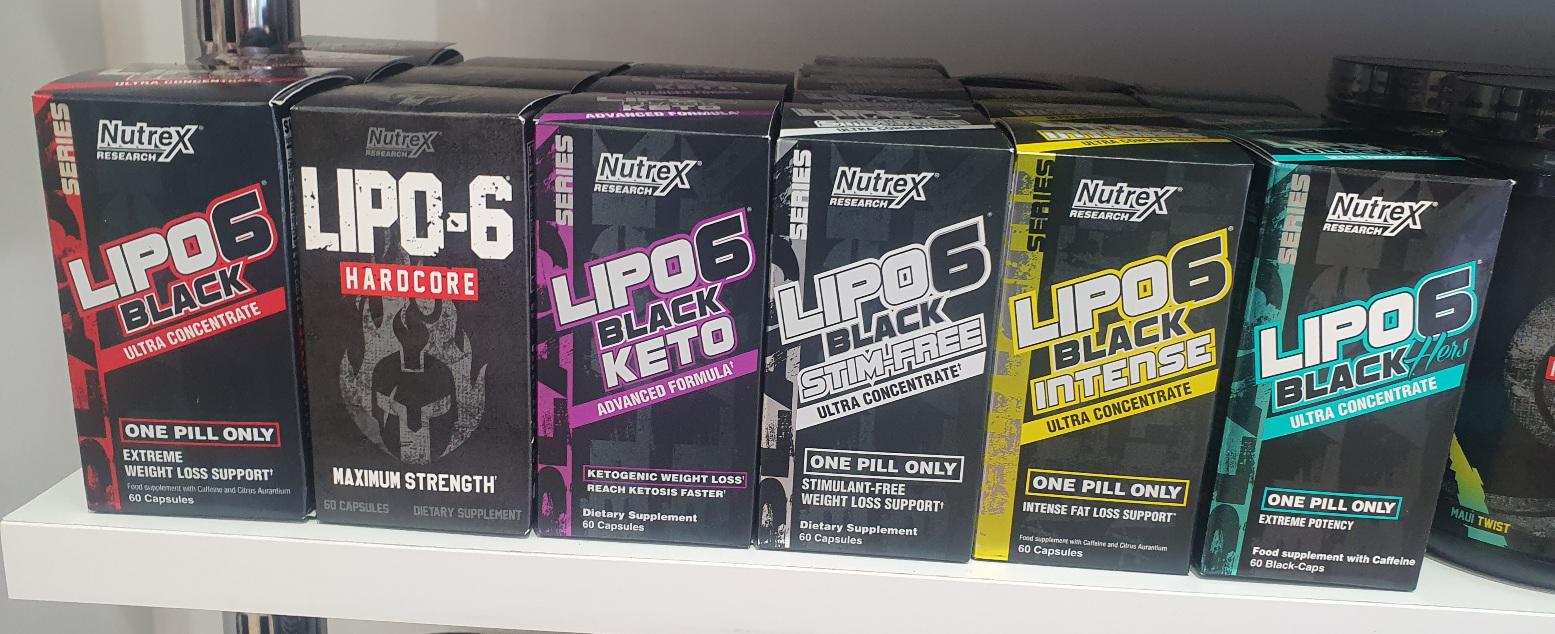 ULTRA CONCENTRATE
SERIES
Nutrex®
RESEARCH
LIPO6
BLACK
ULTRA CONCENTRATE
ONE PILL ONLY
EXTREME
WEIGHT LOSS SUPPORT†
Food supplement with Caffeine and Citrus Aurantium
60 Capsules
Nutrex
RESEARCH
LIPO-6
HARDCORE
MAXIMUM STRENGTH
60 CAPSULES DIETARY SUPPLEMENT
KETO
ADVANCED FORMULA†
SERIES
Nutrex®
RESEARCH
LIPO6
BLACK
KETO
ADVANCED FORMULA†
KETOGENIC WEIGHT LOSS†
REACH KETOSIS FASTER†
Dietary Supplement
60 Capsules
ULTRA CONCENTRATE
SERIES
Nutrex®
RESEARCH
LIPO6
BLACK
STIM-FREE
ULTRA CONCENTRATE†
ONE PILL ONLY
STIMULANT-FREE
WEIGHT LOSS SUPPORT†
Dietary Supplement
60 Capsules
INTENSE
SERIES
Nutrex®
RESEARCH
LIPO6
BLACK
INTENSE
ULTRA CONCENTRATE
ONE PILL ONLY
INTENSE FAT LOSS SUPPORT*
Food supplement with Caffeine and Citrus Aurantium
60 Capsules
SERIES
Nutrex®
RESEARCH
LIPO6
BLACK Hers
ULTRA CONCENTRATE
ONE PILL ONLY
EXTREME POTENCY
Food supplement with Caffeine
60 Black-Caps
MAUI TWIST